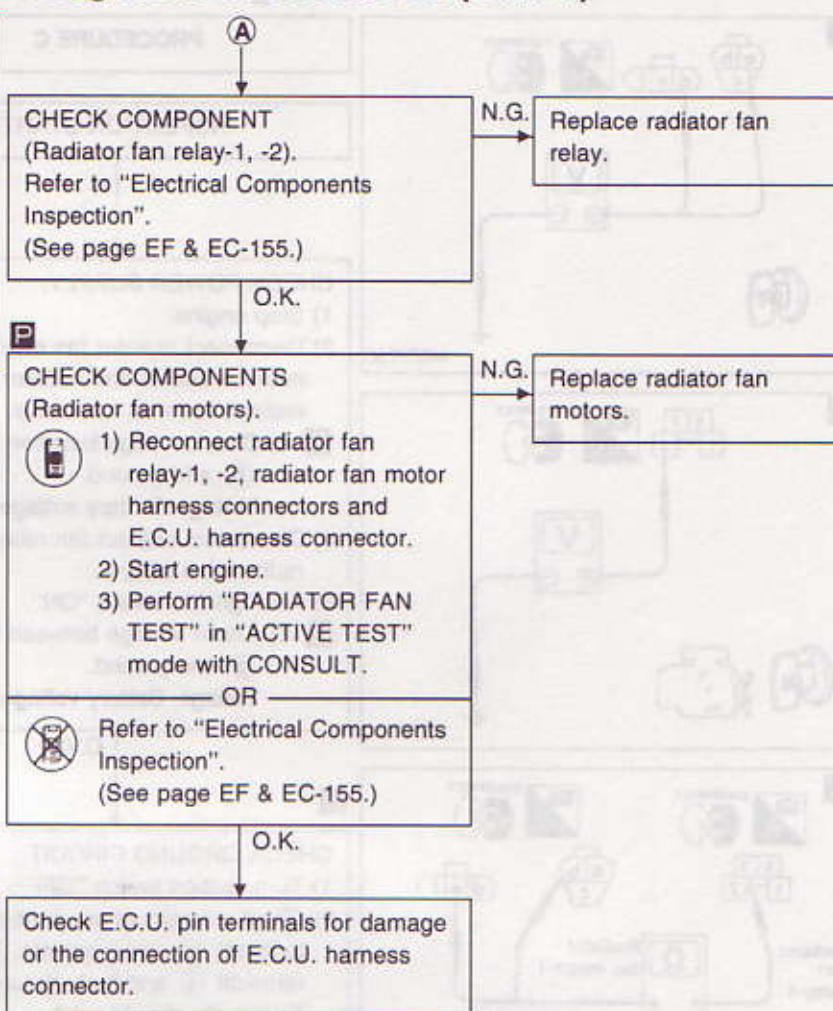 A
CHECK COMPONENT
(Radiator fan relay-1, -2).
Refer to "Electrical Components
Inspection".
(See page EF & EC-155.)
N.G.
Replace radiator fan
relay.
O.K.
P
CHECK COMPONENTS
(Radiator fan motors).
1) Reconnect radiator fan
relay-1, -2, radiator fan motor
harness connectors and
E.C.U. harness connector.
2) Start engine.
3) Perform "RADIATOR FAN
TEST" in "ACTIVE TEST"
mode with CONSULT.
OR
Refer to "Electrical Components
Inspection".
(See page EF & EC-155.)
N.G.
Replace radiator fan
motors.
O.K.
Check E.C.U. pin terminals for damage
or the connection of E.C.U. harness
connector.